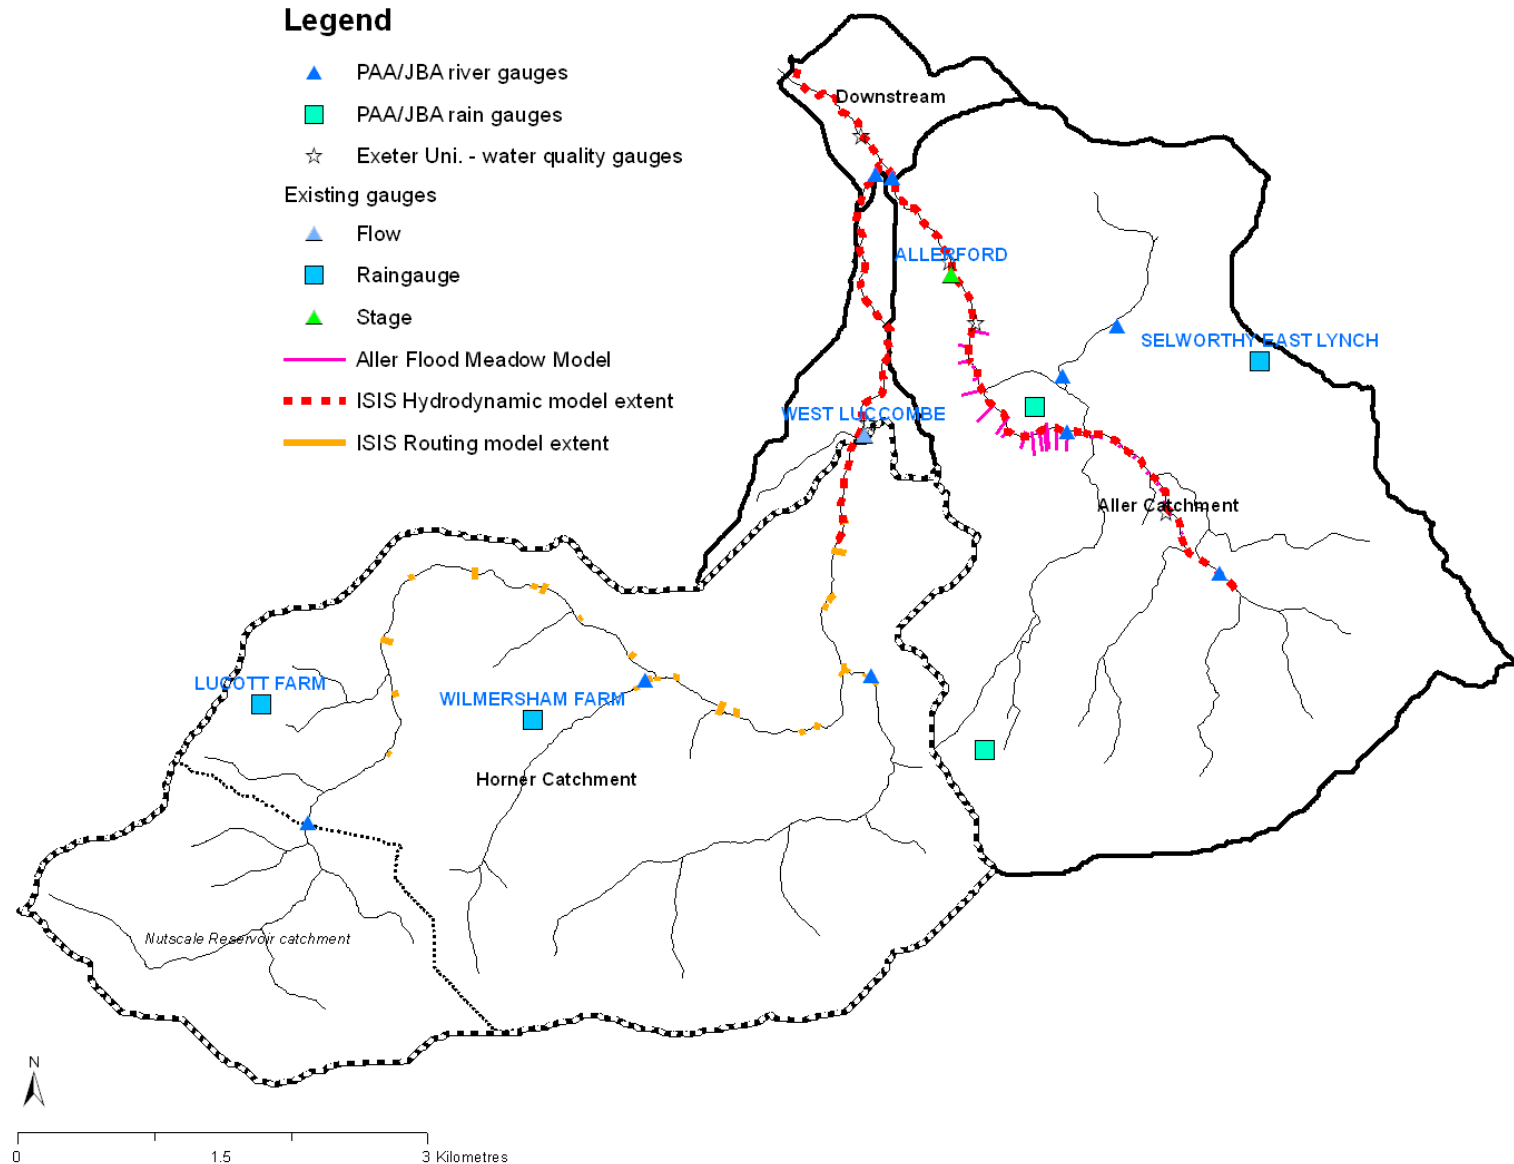 Legend
PAA/JBA river gauges
PAA/JBA rain gauges
Exeter Uni. - water quality gauges
Existing gauges
Flow
Raingauge
Stage
Aller Flood Meadow Model
ISIS Hydrodynamic model extent
ISIS Routing model extent
Downstream
ALLERFORD
SELWORTHY EAST LYNCH
WEST LUCCOMBE
Aller Catchment
LUCOTT FARM
WILMERSHAM FARM
Horner Catchment
Nutscale Reservoir catchment
N
0 1.5 3 Kilometres